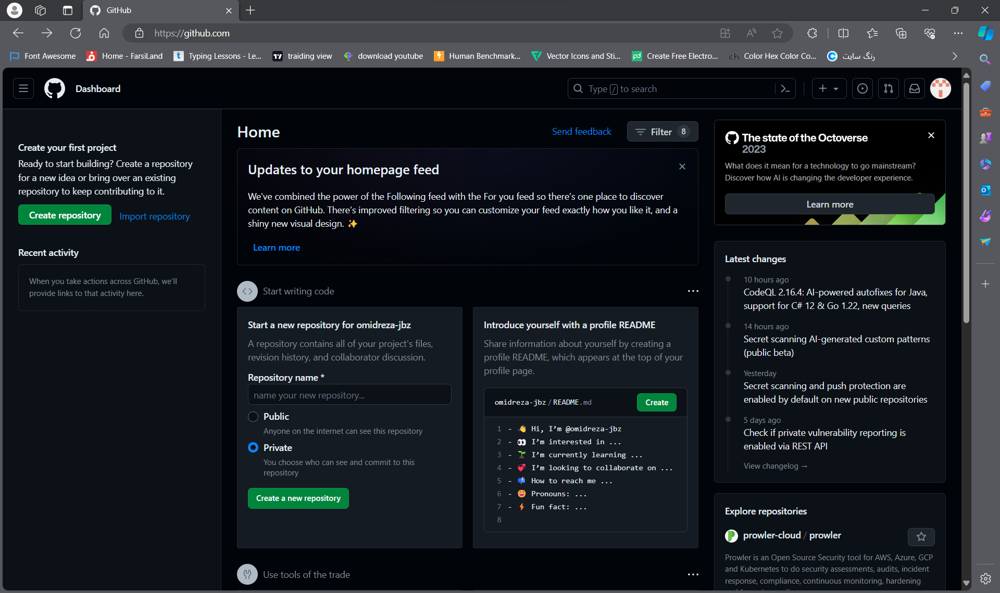 GitHub
https://github.com
Font Awesome
Home - FarsiLand
Typing Lessons - Le...
traiding view
download youtube
Human Benchmark...
Vector Icons and Sti...
Create Free Electro...
Color Hex Color Co...
رنگ سایت
Dashboard
Type / to search
Create your first project
Ready to start building? Create a repository
for a new idea or bring over an existing
repository to keep contributing to it.
Create repository
Import repository
Recent activity
When you take actions across GitHub, we'll
provide links to that activity here.
Home
Send feedback
Filter 8
Updates to your homepage feed
We've combined the power of the Following feed with the For you feed so there's one place to discover
content on GitHub. There's improved filtering so you can customize your feed exactly how you like it, and a
shiny new visual design. ✨
Learn more
Start writing code
Start a new repository for omidreza-jbz
A repository contains all of your project's files,
revision history, and collaborator discussion.
Repository name *
name your new repository...
Public
Anyone on the internet can see this repository
Private
You choose who can see and commit to this
repository
Create a new repository
Introduce yourself with a profile README
Share information about yourself by creating a
profile README, which appears at the top of your
profile page.
omidreza-jbz / README.md
Create
1 - 👋 Hi, I'm @omidreza-jbz
2 - 👀 I'm interested in ...
3 - 🌱 I'm currently learning ...
4 - 💞️ I'm looking to collaborate on ...
5 - 📫 How to reach me ...
6 - 😄 Pronouns: ...
7 - ⚡ Fun fact: ...
8
Use tools of the trade
The state of the Octoverse
2023
What does it mean for a technology to go mainstream?
Discover how AI is changing the developer experience.
Learn more
Latest changes
10 hours ago
CodeQL 2.16.4: AI-powered autofixes for Java,
support for C# 12 & Go 1.22, new queries
14 hours ago
Secret scanning AI-generated custom patterns
(public beta)
Yesterday
Secret scanning and push protection are
enabled by default on new public repositories
5 days ago
Check if private vulnerability reporting is
enabled via REST API
View changelog →
Explore repositories
prowler-cloud / prowler
Prowler is an Open Source Security tool for AWS, Azure, GCP
and Kubernetes to do security assessments, audits, incident
response, compliance, continuous monitoring, hardening